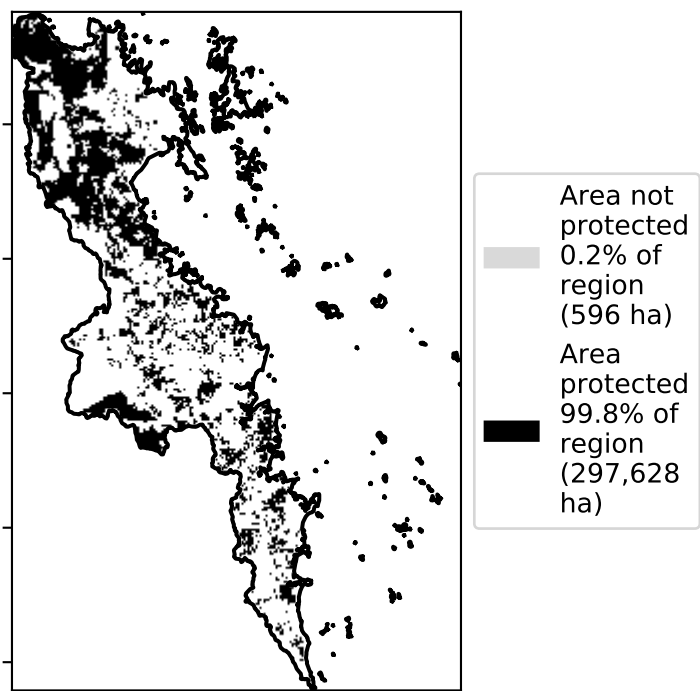 Area not
protected
0.2% of
region
(596 ha)
Area
protected
99.8% of
region
(297,628
ha)